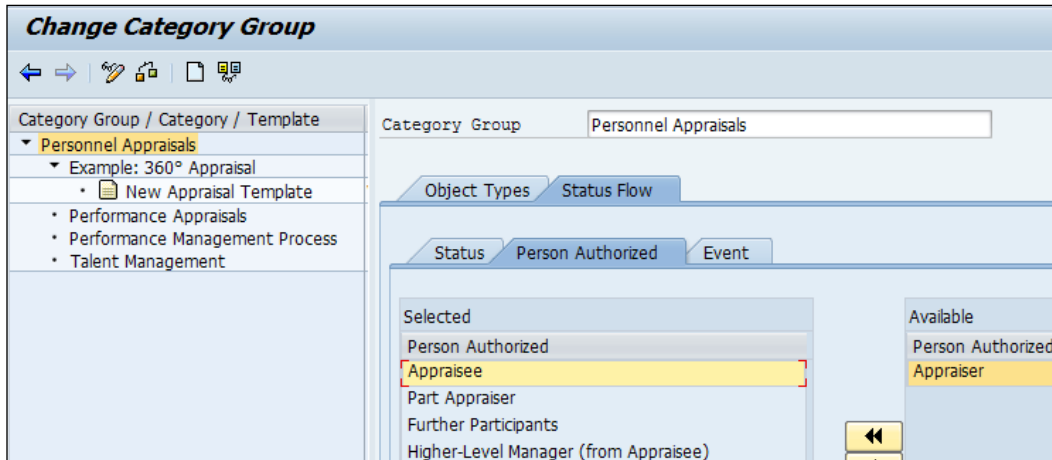 Change Category Group
Category Group / Category / Template
Personnel Appraisals
Example: 360° Appraisal
New Appraisal Template
Performance Appraisals
Performance Management Process
Talent Management
Category Group Personnel Appraisals
Object Types Status Flow
Status Person Authorized Event
Selected
Person Authorized
Appraisee
Part Appraiser
Further Participants
Higher-Level Manager (from Appraisee)
Available
Person Authorized
Appraiser